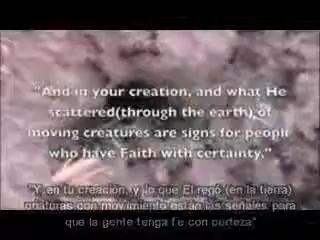 "And in your creation, and what He
scattered(through the earth) of
moving creatures are signs for people
who have Faith with certainty."
"Y, en tu creación, y lo que El regó (en la tierra)
criaturas con movimiento están las señales para
que la gente tenga Fe con certeza"